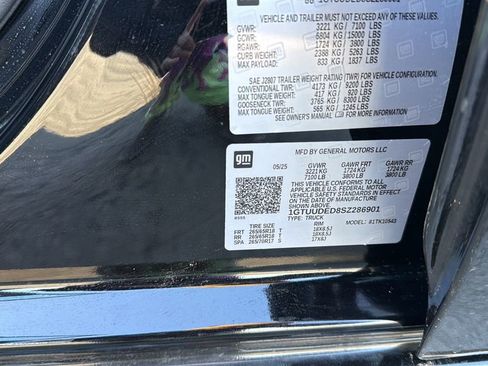 1GTUUDED8SZ286901
VEHICLE AND TRAILER MUST NOT EXCEED ANY OF THESE VALUES.
GVWR: 3221 KG/ 7100 LBS
GCWR: 6804 KG/15000 LBS
RGAWR: 1724 KG/ 3800 LBS
CURB WEIGHT: 2388 KG/ 5263 LBS
MAX PAYLOAD: 833 KG/ 1837 LBS
SAE J2807 TRAILER WEIGHT RATING (TWR) FOR VEHICLE CONFIGURATION.
CONVENTIONAL TWR: 4173 KG/ 9200 LBS
MAX TONGUE WEIGHT: 417 KG/ 920 LBS
GOOSENECK TWR: 3765 KG/ 8300 LBS
MAX TONGUE WEIGHT: 565 KG/ 1245 LBS
SEE OWNER'S MANUAL FOR MORE INFORMATION
gm
MFD BY GENERAL MOTORS LLC
05/25 GVWR GAWR FRT GAWR RR
3221 KG 1724 KG 1724 KG
7100 LB 3800 LB 3800 LB
THIS VEHICLE CONFORMS TO ALL
APPLICABLE U.S. FEDERAL MOTOR
VEHICLE SAFETY STANDARDS IN EFFECT
ON THE DATE OF MANUFACTURE
SHOWN ABOVE.
1GTUUDED8SZ286901
TYPE: TRUCK
MODEL: #1TK10543
TIRE SIZE RIM
FRT 265/65R18 T 18X8.5J
RR 265/65R18 T 18X8.5J
SPA 265/70R17 S 17X8J